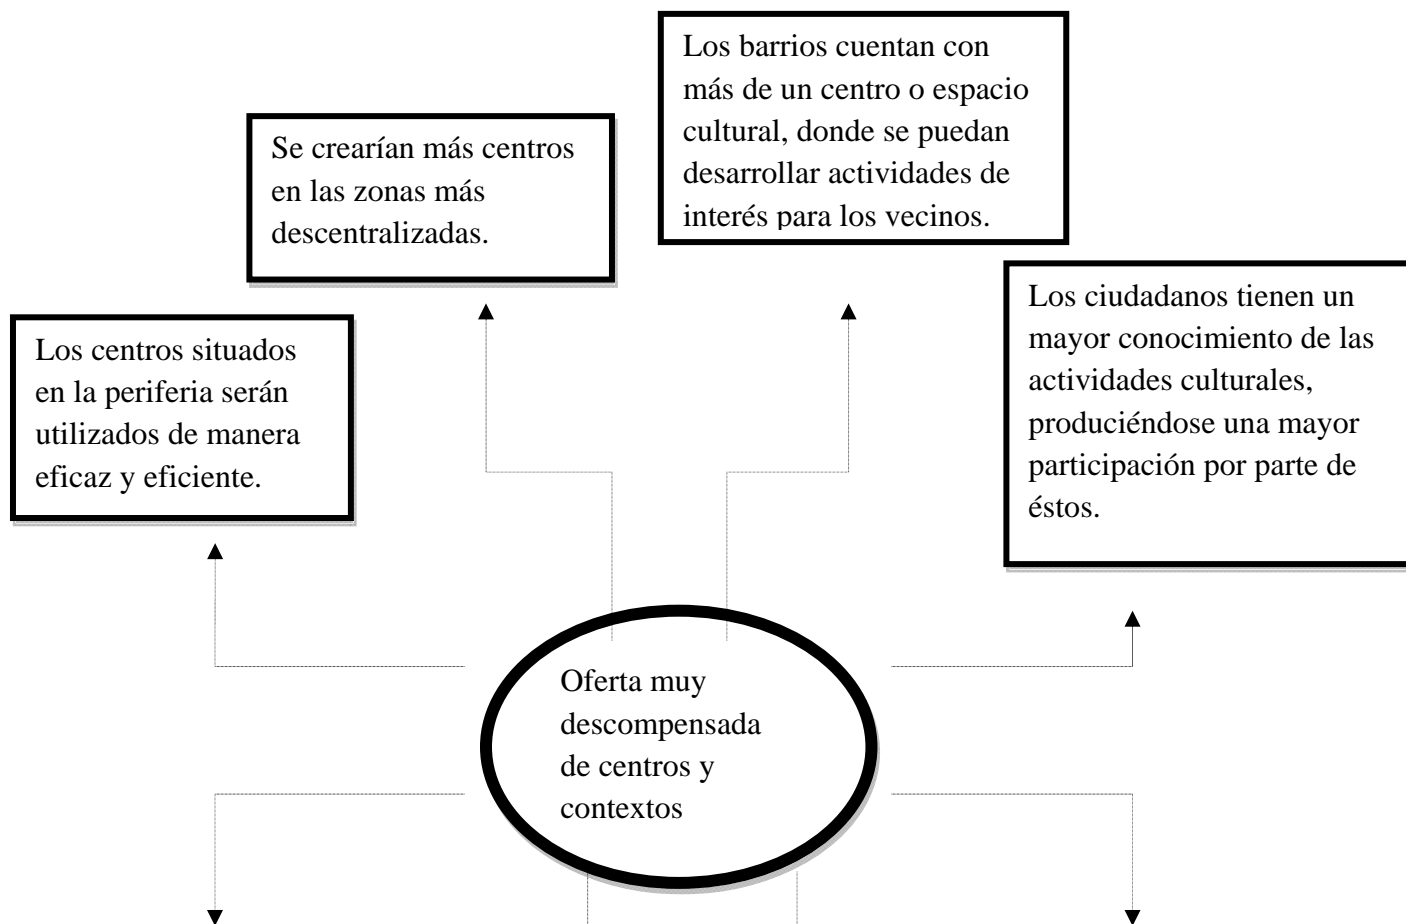 Los barrios cuentan con
más de un centro o espacio
cultural, donde se puedan
desarrollar actividades de
interés para los vecinos.
Se crearían más centros
en las zonas más
descentralizadas.
Los ciudadanos tienen un
mayor conocimiento de las
actividades culturales,
produciéndose una mayor
participación por parte de
éstos.
Los centros situados
en la periferia serán
utilizados de manera
eficaz y eficiente.
Oferta muy
descompensada
de centros y
contextos